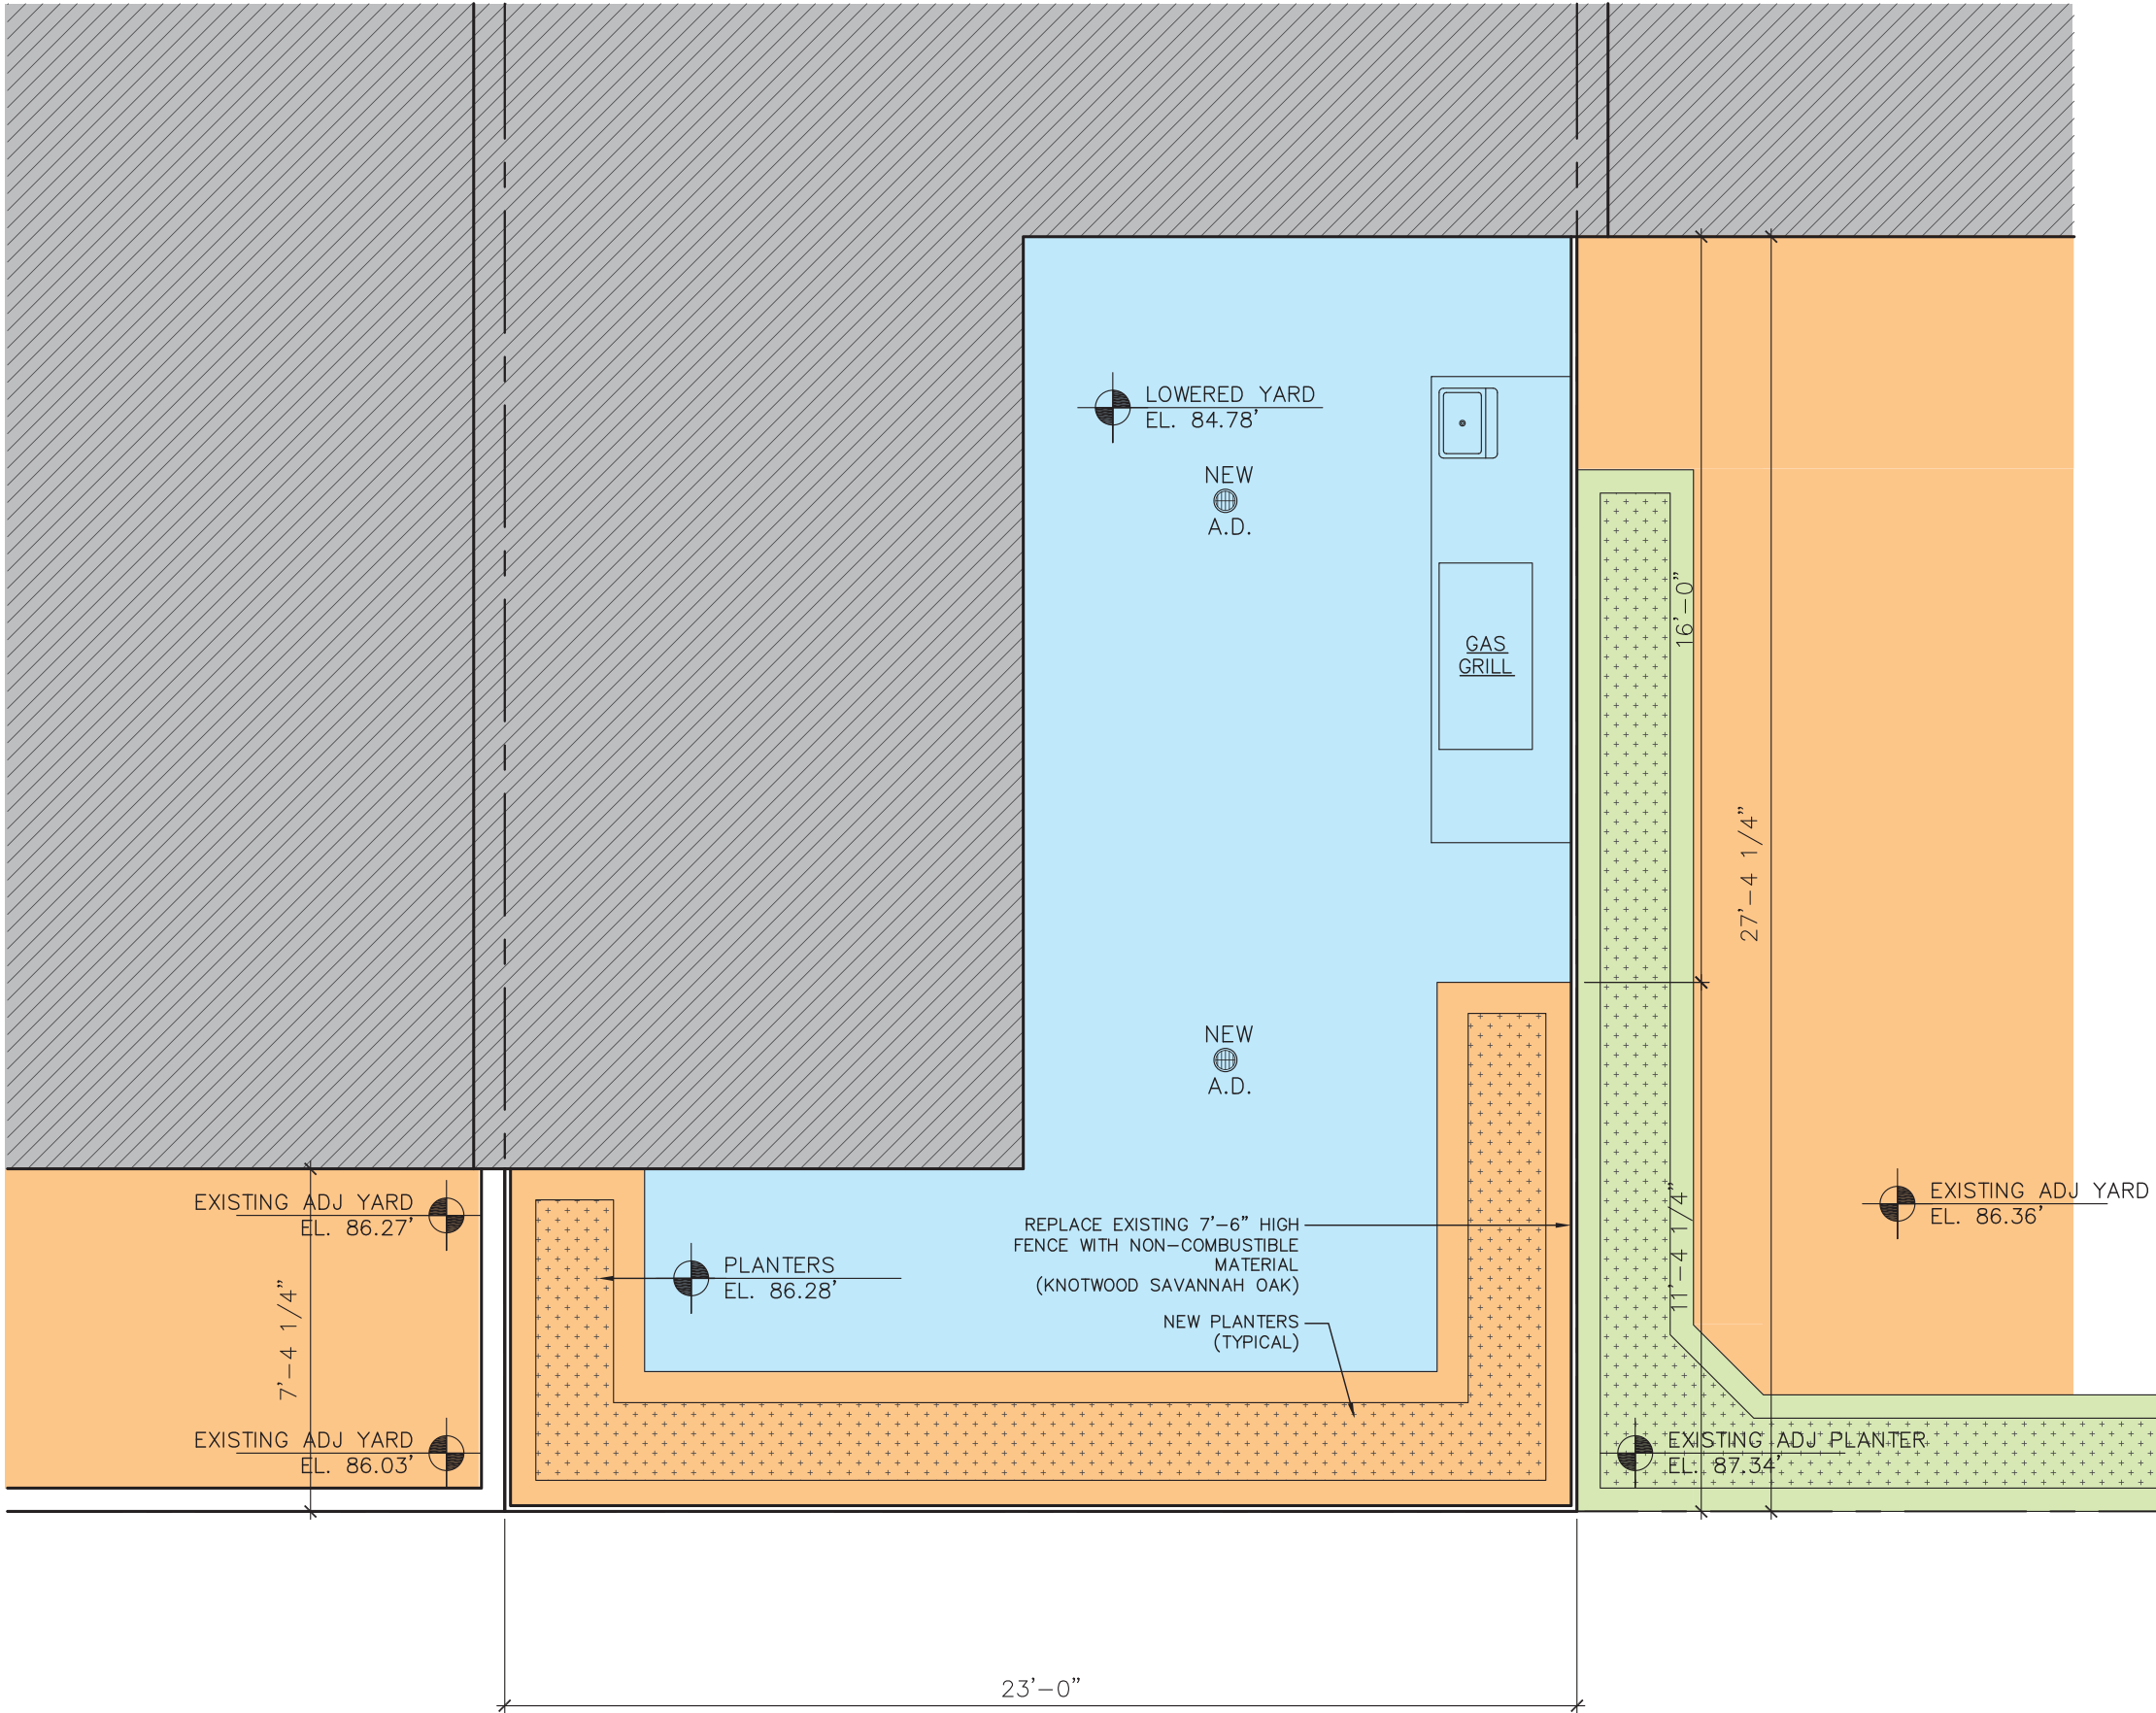 LOWERED YARD
EL. 84.78'
NEW
A.D.
16'-0"
GAS
GRILL
27'-4 1/4"
NEW
A.D.
EXISTING ADJ YARD
EL. 86.27'
EXISTING ADJ YARD
EL. 86.36'
11'-4 1/4"
REPLACE EXISTING 7'-6" HIGH
FENCE WITH NON-COMBUSTIBLE
MATERIAL
(KNOTWOOD SAVANNAH OAK)
PLANTERS
EL. 86.28'
7'-4 1/4"
NEW PLANTERS
(TYPICAL)
EXISTING ADJ YARD
EL. 86.03'
EXISTING ADJ PLANTER
EL. 87.34'
23'-0"